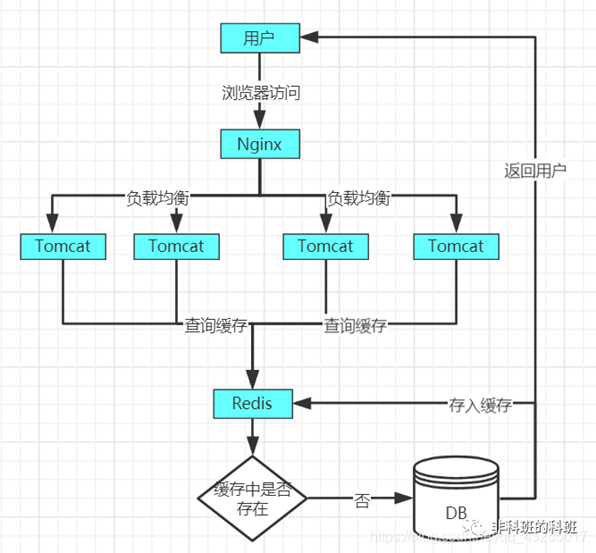 用户
浏览器访问
Nginx
返回用户
负载均衡 负载均衡
Tomcat Tomcat Tomcat Tomcat
查询缓存 查询缓存
Redis
存入缓存
缓存中是否
存在
否
DB
非科班的科班